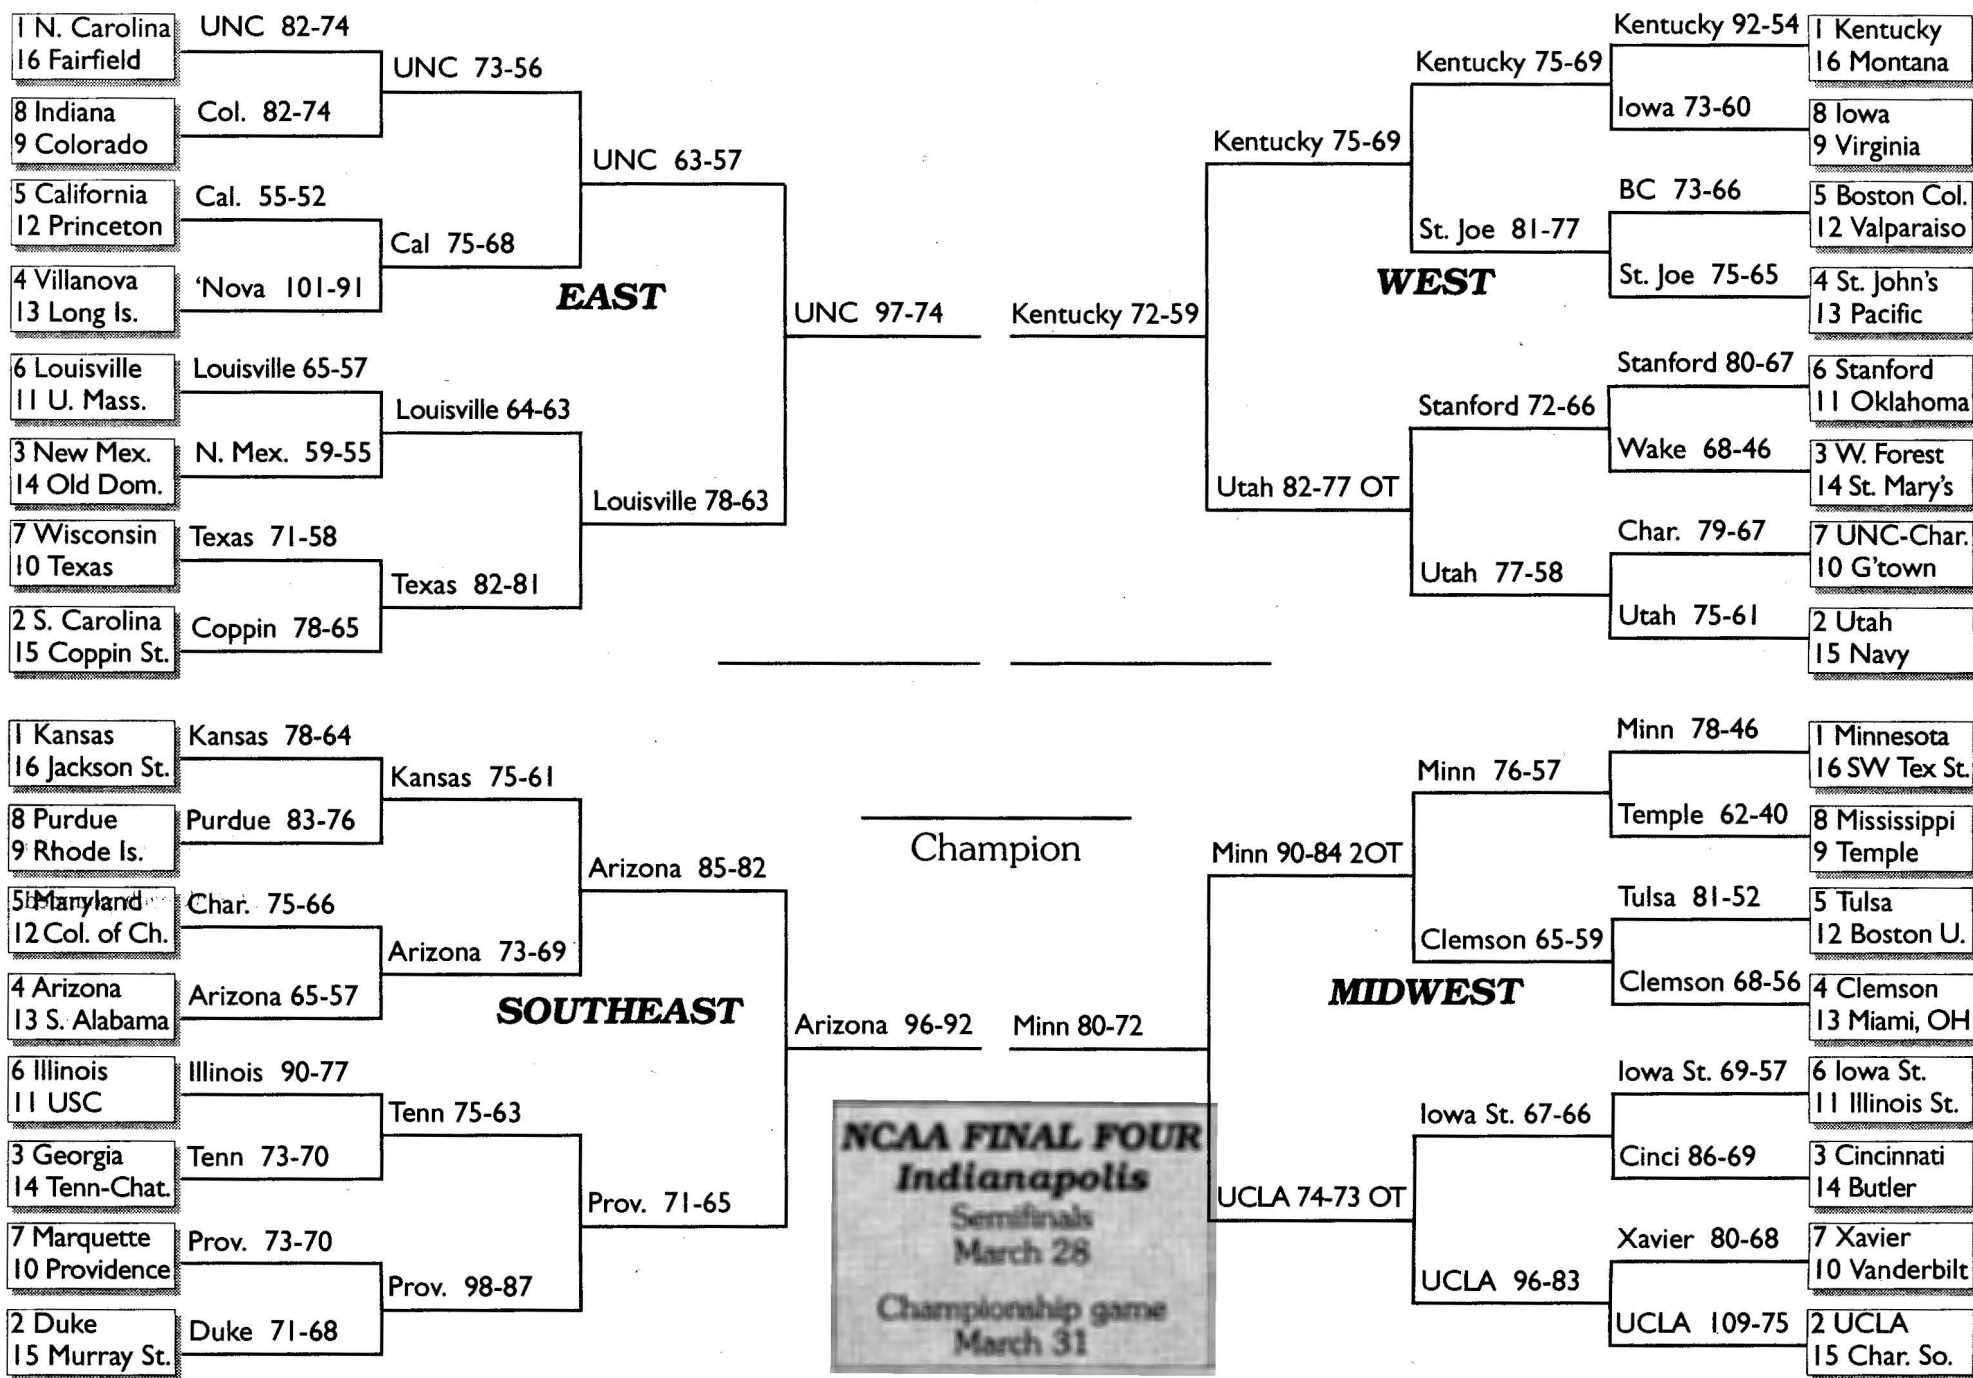 1 N. Carolina
16 Fairfield
8 Indiana
9 Colorado
5 California
12 Princeton
4 Villanova
13 Long Is.
6 Louisville
11 U. Mass.
3 New Mex.
14 Old Dom.
7 Wisconsin
10 Texas
2 S. Carolina
15 Coppin St.
UNC 82-74
Col. 82-74
Cal. 55-52
‘Nova 101-91
Louisville 65-57
N. Mex. 59-55
Texas 71-58
Coppin 78-65
UNC 73-56
Cal 75-68
Louisville 64-63
Texas 82-81
UNC 63-57
Louisville 78-63
EAST
UNC 97-74
Kentucky 72-59
WEST
Kentucky 75-69
Utah 82-77 OT
Kentucky 75-69
St. Joe 81-77
Stanford 72-66
Utah 77-58
Kentucky 92-54
Iowa 73-60
BC 73-66
St. Joe 75-65
Stanford 80-67
Wake 68-46
Char. 79-67
Utah 75-61
1 Kentucky
16 Montana
8 Iowa
9 Virginia
5 Boston Col.
12 Valparaiso
4 St. John's
13 Pacific
6 Stanford
11 Oklahoma
3 W. Forest
14 St. Mary's
7 UNC-Char.
10 G'town
2 Utah
15 Navy
1 Kansas
16 Jackson St.
8 Purdue
9 Rhode Is.
5 Maryland
12 Col. of Ch.
4 Arizona
13 S. Alabama
6 Illinois
11 USC
3 Georgia
14 Tenn-Chat.
7 Marquette
10 Providence
2 Duke
15 Murray St.
Kansas 78-64
Purdue 83-76
Char. 75-66
Arizona 65-57
Illinois 90-77
Tenn 73-70
Prov. 73-70
Duke 71-68
Kansas 75-61
Arizona 73-69
Tenn 75-63
Prov. 98-87
Arizona 85-82
Prov. 71-65
SOUTHEAST
Arizona 96-92
Champion
Minn 80-72
MIDWEST
Minn 90-84 2OT
UCLA 74-73 OT
Minn 76-57
Clemson 65-59
Iowa St. 67-66
UCLA 96-83
Minn 78-46
Temple 62-40
Tulsa 81-52
Clemson 68-56
Iowa St. 69-57
Cinci 86-69
Xavier 80-68
UCLA 109-75
1 Minnesota
16 SW Tex St.
8 Mississippi
9 Temple
5 Tulsa
12 Boston U.
4 Clemson
13 Miami, OH
6 Iowa St.
11 Illinois St.
3 Cincinnati
14 Butler
7 Xavier
10 Vanderbilt
2 UCLA
15 Char. So.
NCAA FINAL FOUR
Indianapolis
Semifinals
March 28
Championship game
March 31